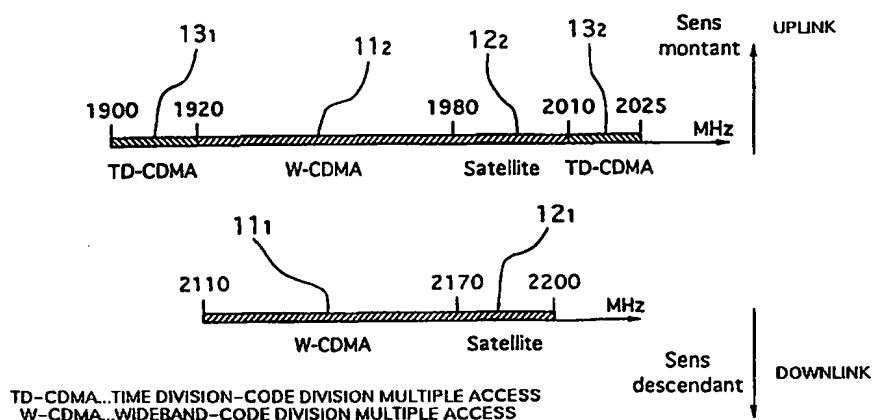 13₁ 11₂ 12₂ 13₂ Sens montant UPLINK
1900 1920 1980 2010 2025 MHz
TD-CDMA W-CDMA Satellite TD-CDMA
11₁ 12₁
2110 2170 2200 MHz
W-CDMA Satellite
Sens descendant DOWNLINK
TD-CDMA...TIME DIVISION-CODE DIVISION MULTIPLE ACCESS
W-CDMA...WIDEBAND-CODE DIVISION MULTIPLE ACCESS